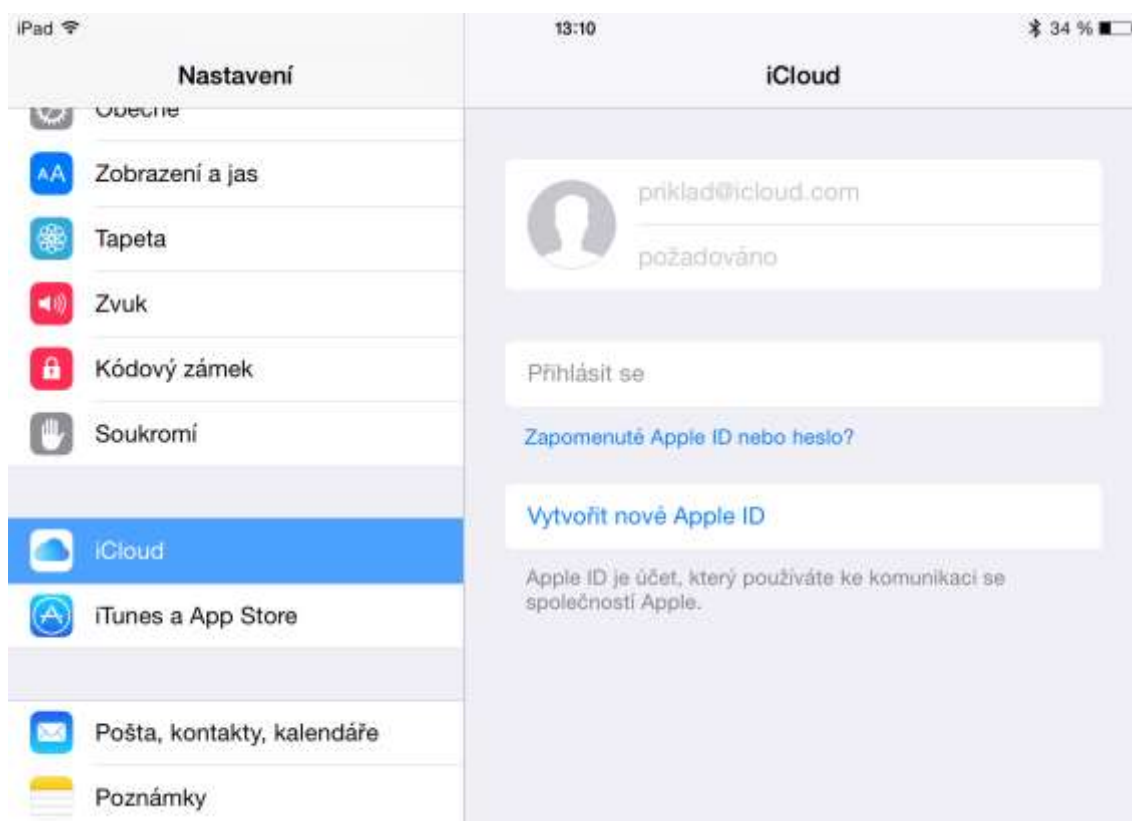 iPad
13:10
34 %
Nastavení
iCloud
Obecné
Zobrazení a jas
Tapeta
Zvuk
Kódový zámek
Soukromí
iCloud
iTunes a App Store
Pošta, kontakty, kalendáře
Poznámky
priklad@icloud.com
požadováno
Přihlásit se
Zapomenuté Apple ID nebo heslo?
Vytvořit nové Apple ID
Apple ID je účet, který používáte ke komunikaci se
společností Apple.